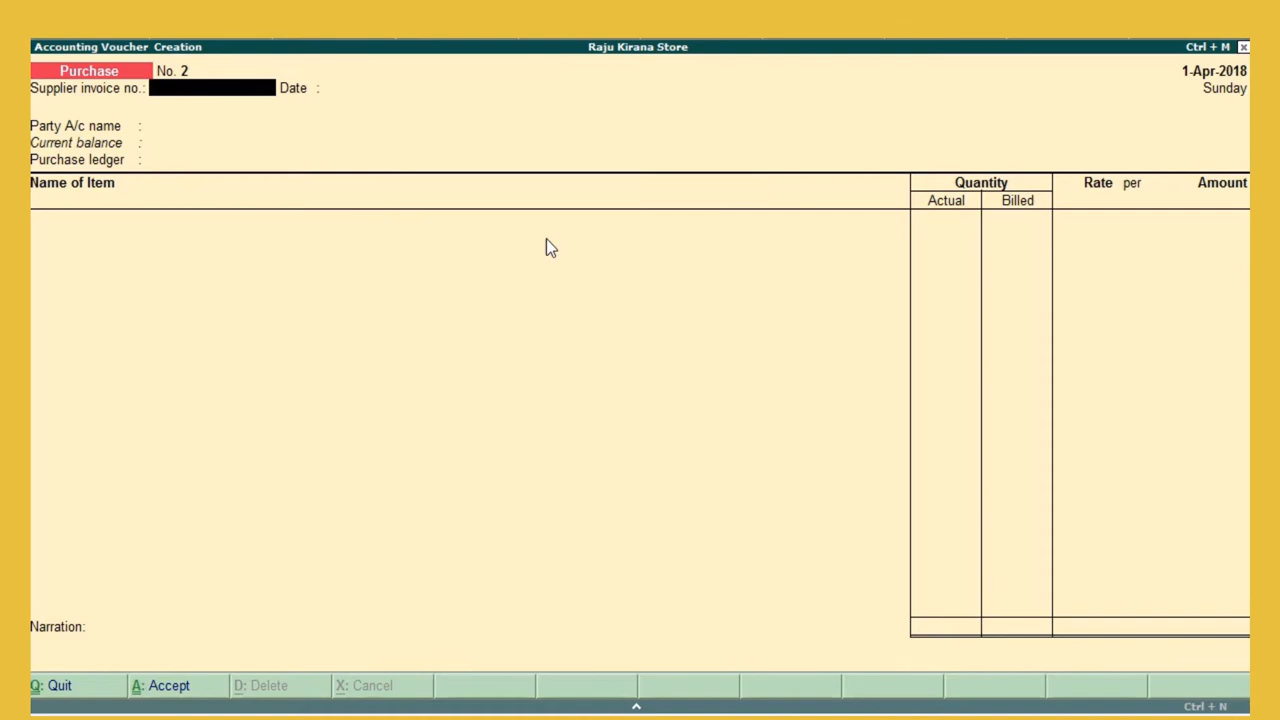 Accounting Voucher Creation Raju Kirana Store Ctrl + M x
Purchase No. 2 1-Apr-2018
Supplier invoice no.: Date : Sunday
Party A/c name :
Current balance :
Purchase ledger :
Name of Item Quantity Rate per Amount
Actual Billed
Narration:
Q: Quit A: Accept D: Delete X: Cancel
Ctrl + N